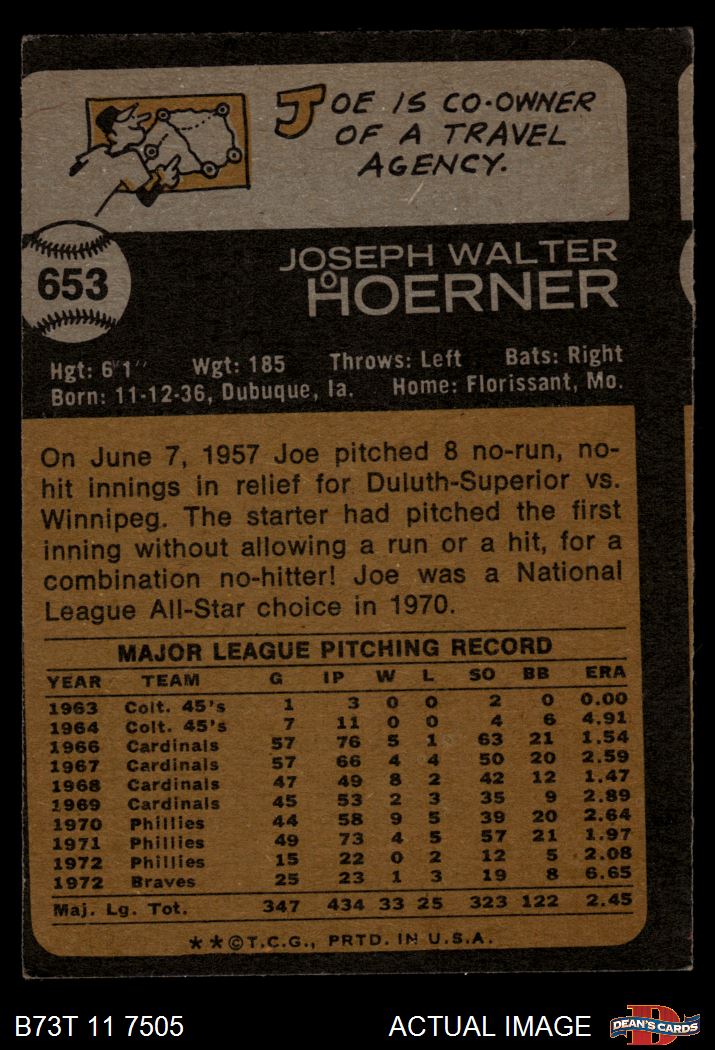 JOE IS CO-OWNER
OF A TRAVEL
AGENCY.
653
JOSEPH WALTER
HOERNER
Hgt: 6'1" Wgt: 185 Throws: Left Bats: Right
Born: 11-12-36, Dubuque, Ia. Home: Florissant, Mo.
On June 7, 1957 Joe pitched 8 no-run, no-
hit innings in relief for Duluth-Superior vs.
Winnipeg. The starter had pitched the first
inning without allowing a run or a hit, for a
combination no-hitter! Joe was a National
League All-Star choice in 1970.
MAJOR LEAGUE PITCHING RECORD
YEAR TEAM G IP W L SO BB ERA
1963 Colt. 45's 1 3 0 0 2 0 0.00
1964 Colt. 45's 7 11 0 0 4 6 4.91
1966 Cardinals 57 76 5 1 63 21 1.54
1967 Cardinals 57 66 4 4 50 20 2.59
1968 Cardinals 47 49 8 2 42 12 1.47
1969 Cardinals 45 53 2 3 35 9 2.89
1970 Phillies 44 58 9 5 39 20 2.64
1971 Phillies 49 73 4 5 57 21 1.97
1972 Phillies 15 22 0 2 12 5 2.08
1972 Braves 25 23 1 3 19 8 6.65
Maj. Lg. Tot. 347 434 33 25 323 122 2.45
**©T.C.G., PRTD. IN U.S.A.
B73T 11 7505 ACTUAL IMAGE
DEAN'S CARDS